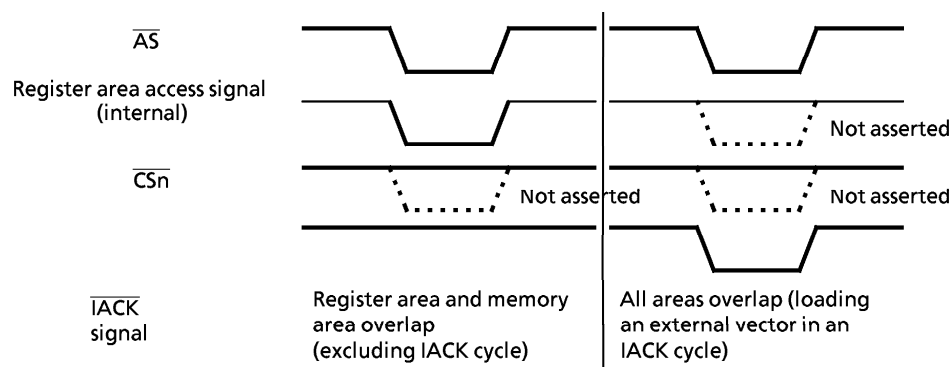 AS
Register area access signal
(internal)
Not asserted
CSn
Not asserted
Not asserted
IACK
signal
Register area and memory
area overlap
(excluding IACK cycle)
All areas overlap (loading
an external vector in an
IACK cycle)